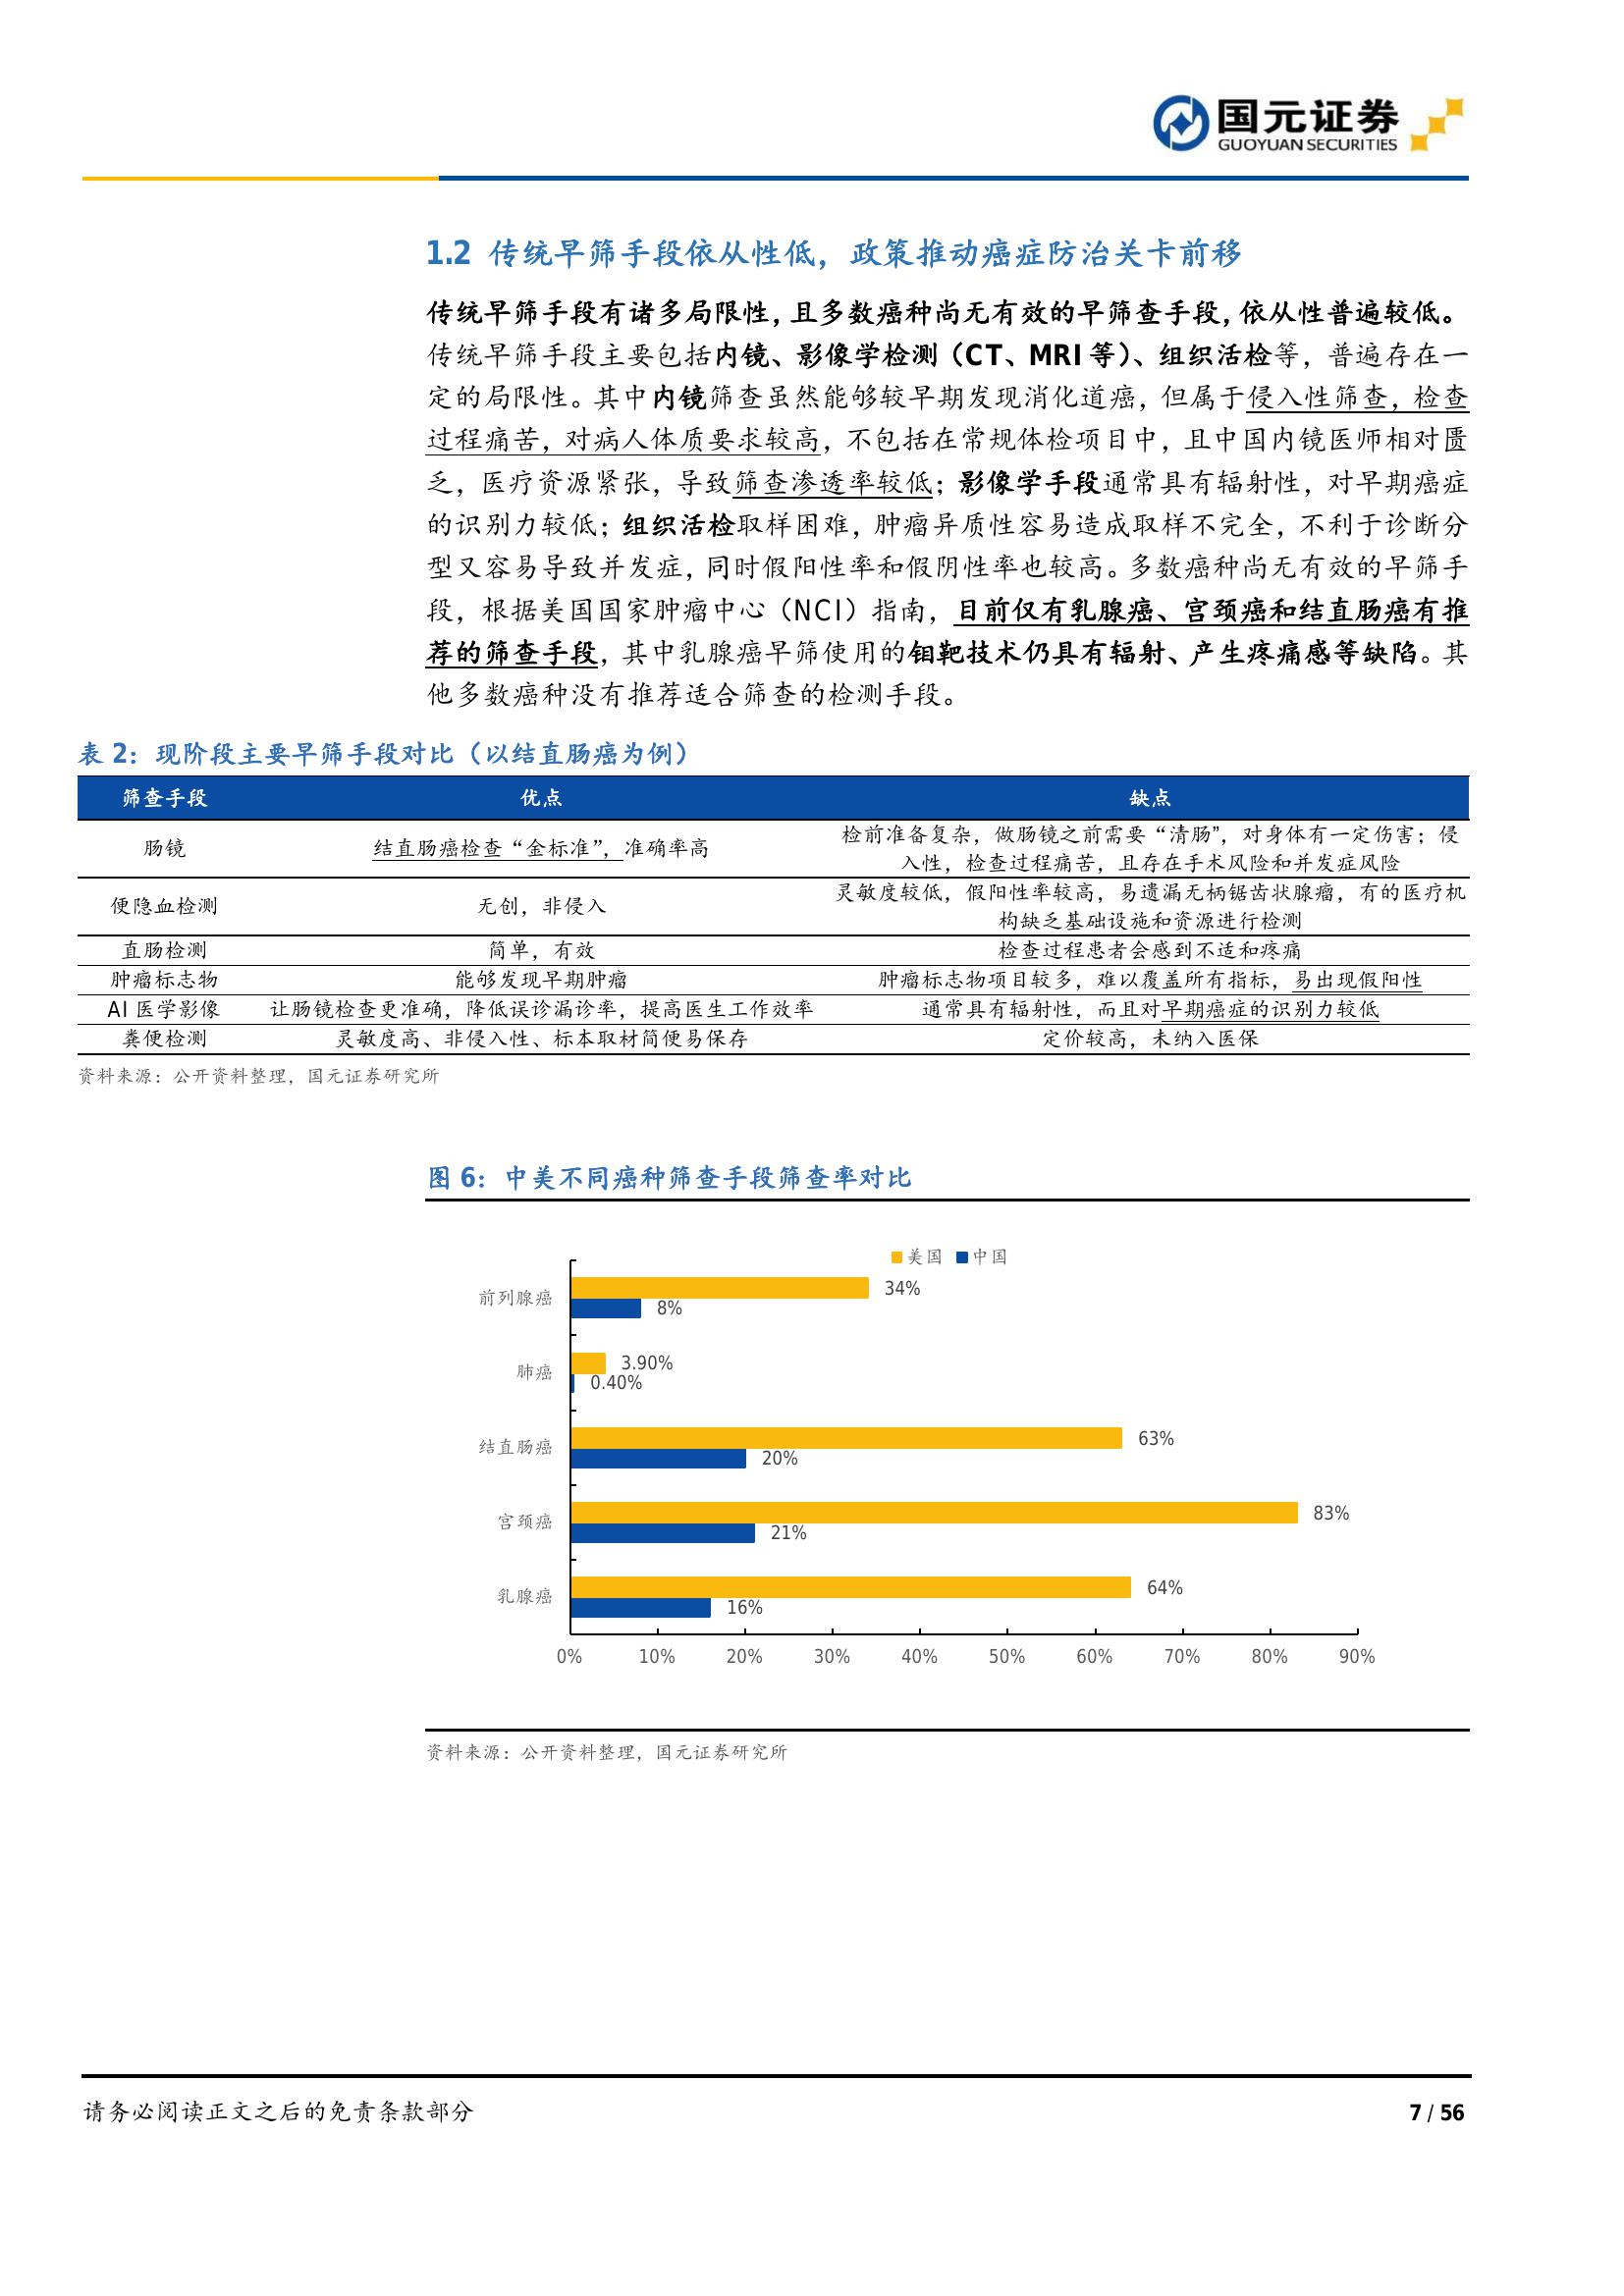 国元证券
GUOYUAN SECURITIES
1.2 传统早筛手段依从性低，政策推动癌症防治关卡前移
传统早筛手段有诸多局限性，且多数癌种尚无有效的早筛查手段，依从性普遍较低。
传统早筛手段主要包括内镜、影像学检测（CT、MRI 等）、组织活检等，普遍存在一
定的局限性。其中内镜筛查虽然能够较早期发现消化道癌，但属于侵入性筛查，检查
过程痛苦，对病人体质要求较高，不包括在常规体检项目中，且中国内镜医师相对匮
乏，医疗资源紧张，导致筛查渗透率较低；影像学手段通常具有辐射性，对早期癌症
的识别力较低；组织活检取样困难，肿瘤异质性容易造成取样不完全，不利于诊断分
型又容易导致并发症，同时假阳性率和假阴性率也较高。多数癌种尚无有效的早筛手
段，根据美国国家肿瘤中心（NCI）指南，目前仅有乳腺癌、宫颈癌和结直肠癌有推
荐的筛查手段，其中乳腺癌早筛使用的钼靶技术仍具有辐射、产生疼痛感等缺陷。其
他多数癌种没有推荐适合筛查的检测手段。
表 2：现阶段主要早筛手段对比（以结直肠癌为例）
筛查手段 优点 缺点
肠镜 结直肠癌检查“金标准”，准确率高 检前准备复杂，做肠镜之前需要“清肠”，对身体有一定伤害；侵
入性，检查过程痛苦，且存在手术风险和并发症风险
便隐血检测 无创，非侵入 灵敏度较低，假阳性率较高，易遗漏无柄锯齿状腺瘤，有的医疗机
构缺乏基础设施和资源进行检测
直肠检测 简单，有效 检查过程患者会感到不适和疼痛
肿瘤标志物 能够发现早期肿瘤 肿瘤标志物项目较多，难以覆盖所有指标，易出现假阳性
AI 医学影像 让肠镜检查更准确，降低误诊漏诊率，提高医生工作效率 通常具有辐射性，而且对早期癌症的识别力较低
粪便检测 灵敏度高、非侵入性、标本取材简便易保存 定价较高，未纳入医保
资料来源：公开资料整理，国元证券研究所
图 6：中美不同癌种筛查手段筛查率对比
美国 中国
前列腺癌 34%
8%
肺癌 3.90%
0.40%
结直肠癌 63%
20%
宫颈癌 83%
21%
乳腺癌 64%
16%
0% 10% 20% 30% 40% 50% 60% 70% 80% 90%
资料来源：公开资料整理，国元证券研究所
请务必阅读正文之后的免责条款部分 7 / 56